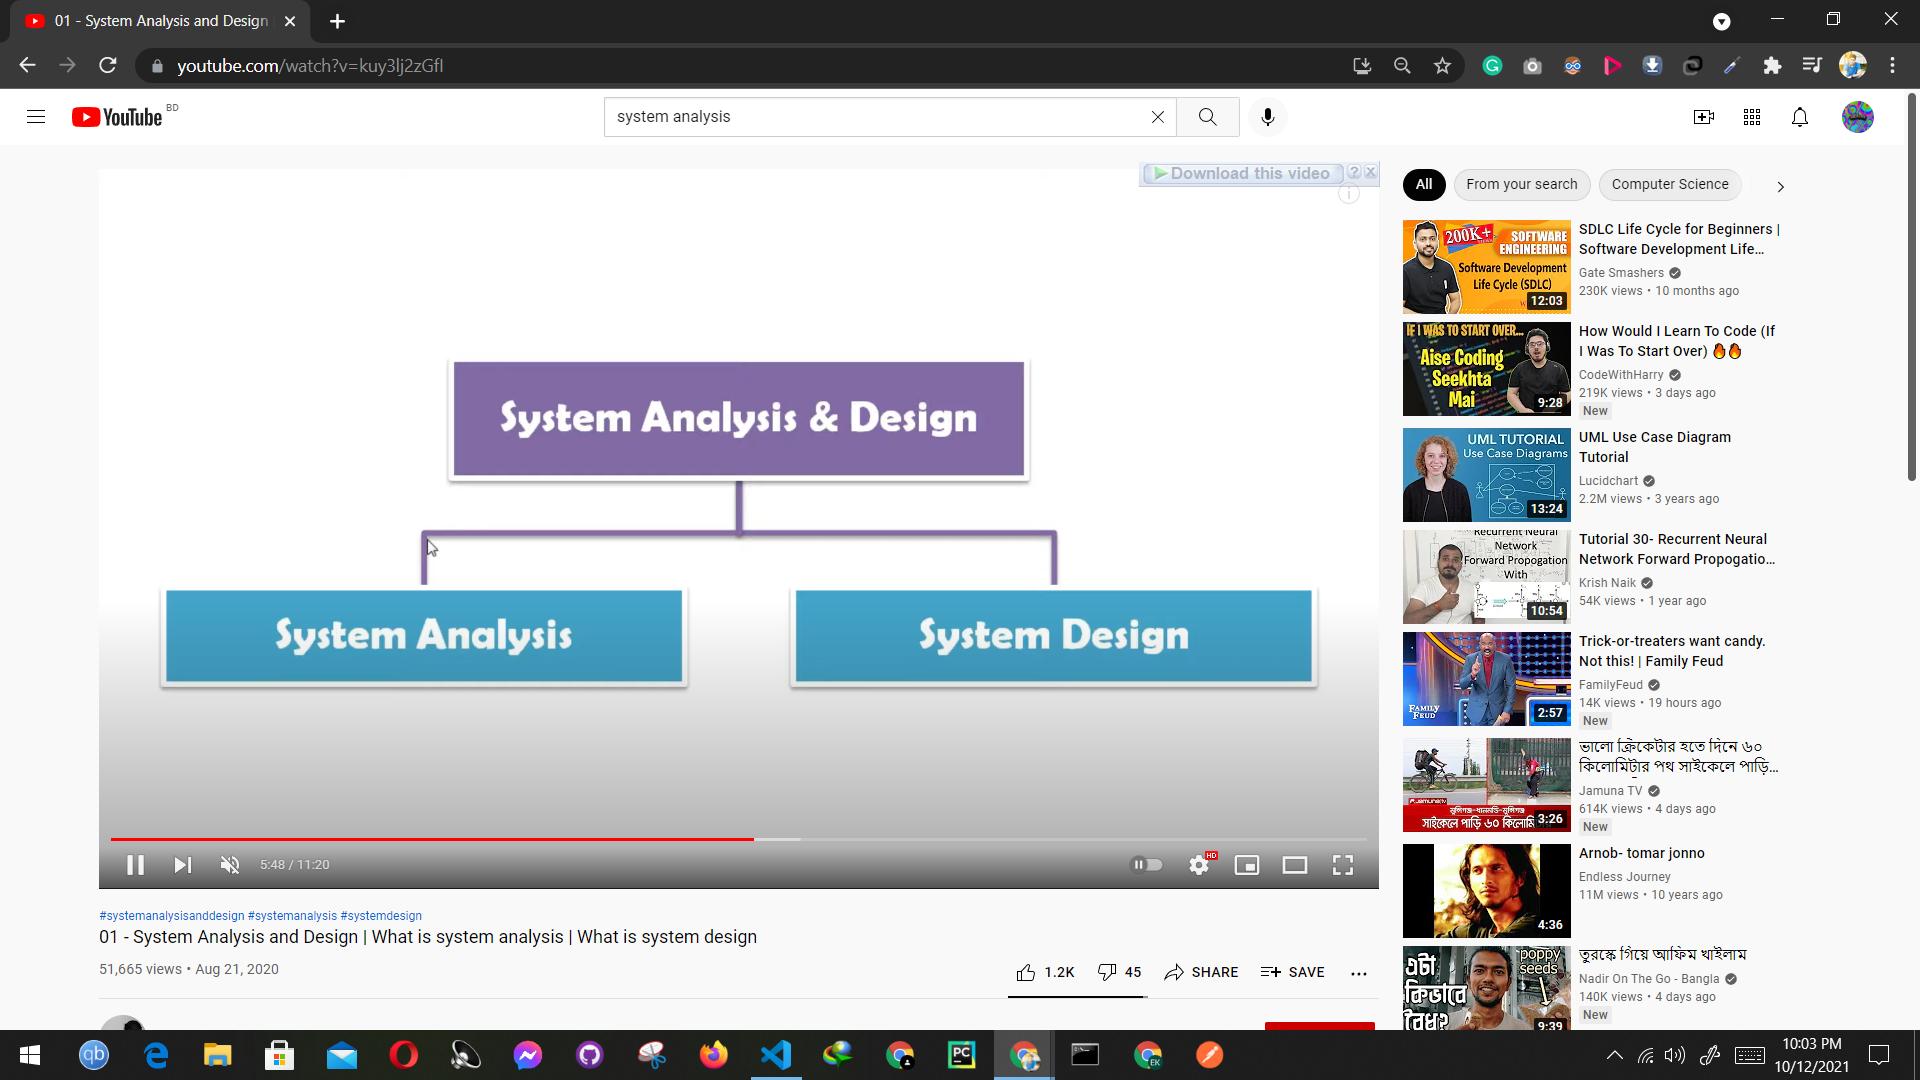 01 - System Analysis and Design
youtube.com/watch?v=kuy3lj2zGfI
YouTube BD
system analysis
Download this video
System Analysis & Design
System Analysis
System Design
5:48 / 11:20
HD
#systemanalysisanddesign #systemanalysis #systemdesign
01 - System Analysis and Design | What is system analysis | What is system design
51,665 views • Aug 21, 2020
1.2K
45
SHARE
SAVE
All
From your search
Computer Science
200K+
SOFTWARE
ENGINEERING
Software Development
Life Cycle (SDLC)
12:03
SDLC Life Cycle for Beginners |
Software Development Life...
Gate Smashers
230K views • 10 months ago
IF I WAS TO START OVER...
Aise Coding
Seekhta
Mai
9:28
How Would I Learn To Code (If
I Was To Start Over) 🔥🔥
CodeWithHarry
219K views • 3 days ago
New
UML TUTORIAL
Use Case Diagrams
13:24
UML Use Case Diagram
Tutorial
Lucidchart
2.2M views • 3 years ago
Recurrent Neural
Network
Forward Propogation
With
10:54
Tutorial 30- Recurrent Neural
Network Forward Propogatio...
Krish Naik
54K views • 1 year ago
FAMILY
FEUD
2:57
Trick-or-treaters want candy.
Not this! | Family Feud
FamilyFeud
14K views • 19 hours ago
New
সাইকেলে পাড়ি ৬০
3:26
ভালো ক্রিকেটার হতে দিনে ৬০
কিলোমিটার পথ সাইকেলে পাড়ি...
Jamuna TV
614K views • 4 days ago
New
4:36
Arnob- tomar jonno
Endless Journey
11M views • 10 years ago
এটা
কিভাবে
বৈধ?
poppy
seeds
9:39
তুরস্কে গিয়ে আফিম খাইলাম
Nadir On The Go - Bangla
140K views • 4 days ago
New
qb
PC
EK
10:03 PM
10/12/2021